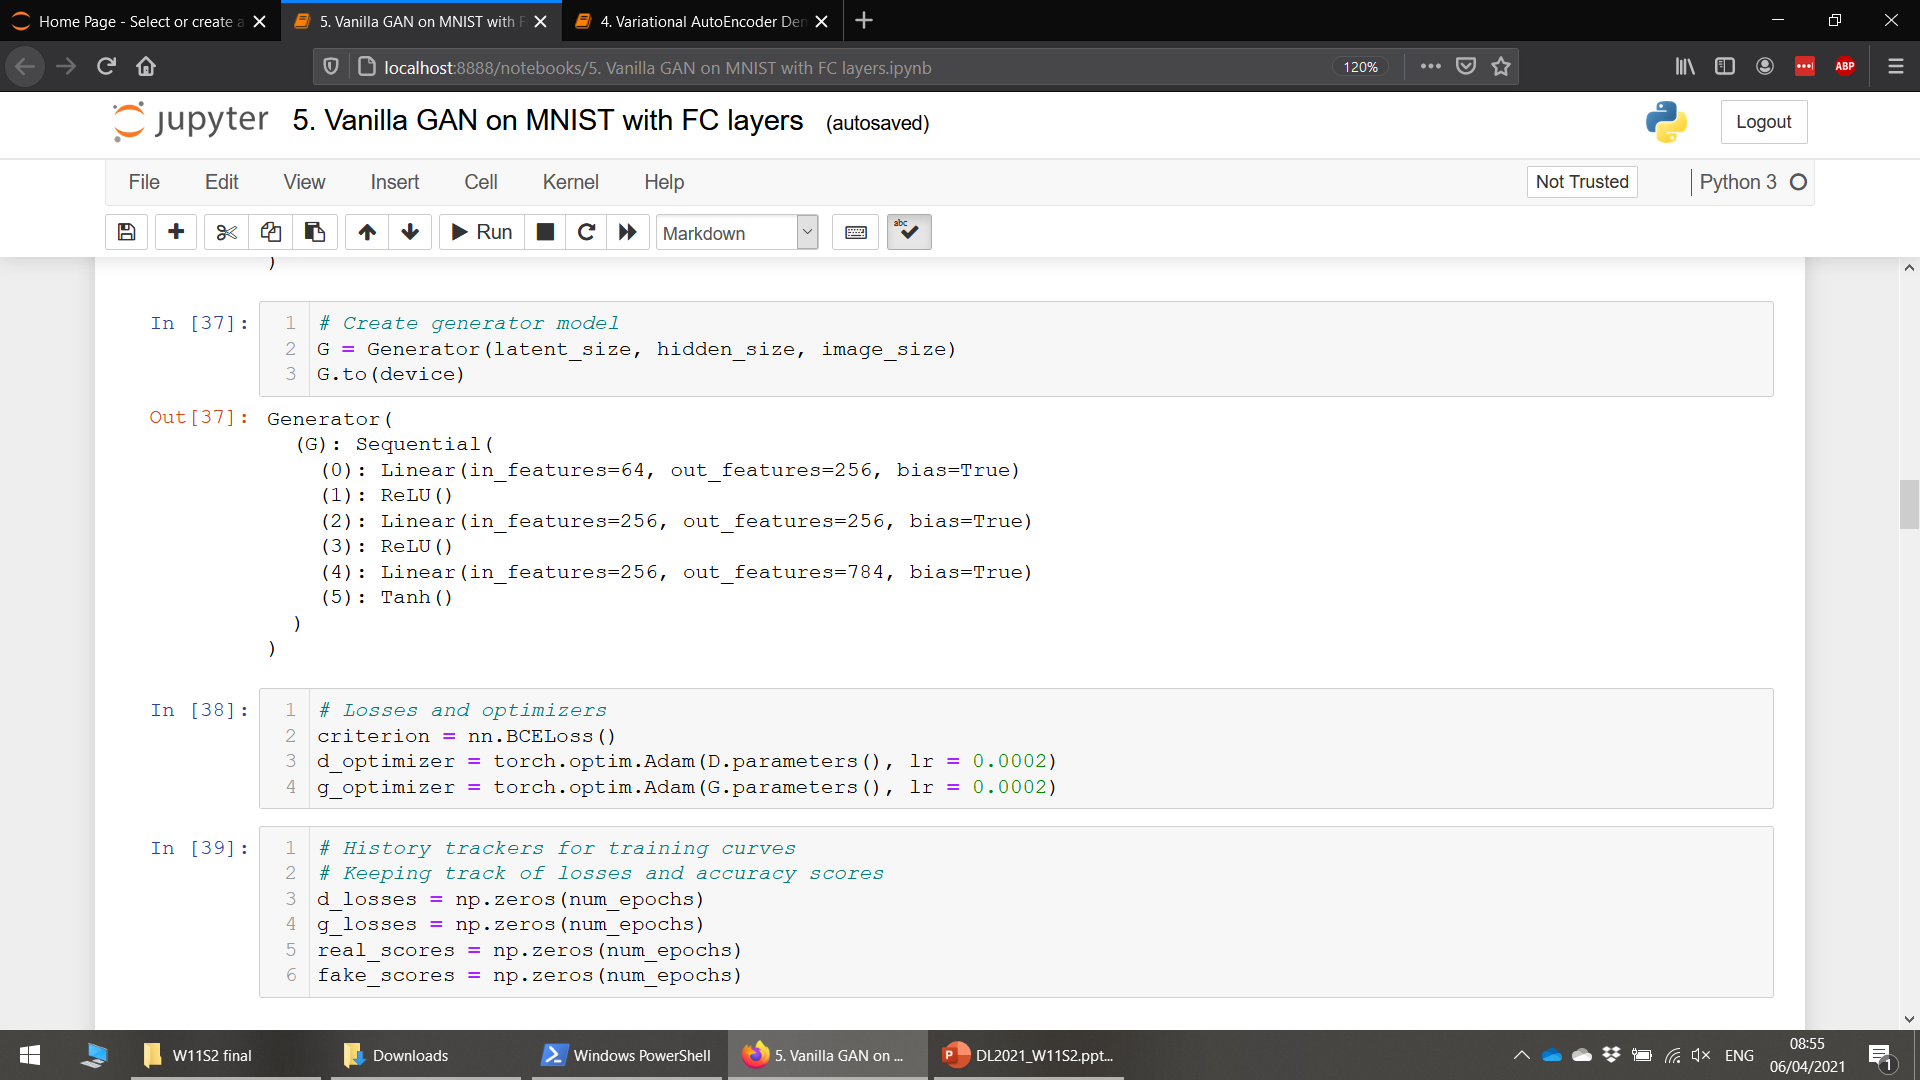 Home Page - Select or create a
5. Vanilla GAN on MNIST with F
4. Variational AutoEncoder Dem
localhost:8888/notebooks/5. Vanilla GAN on MNIST with FC layers.ipynb
120%
ABP
jupyter 5. Vanilla GAN on MNIST with FC layers (autosaved)
Logout
File Edit View Insert Cell Kernel Help
Not Trusted
Python 3
Run
Markdown
abc
)
In [37]:
1 # Create generator model
2 G = Generator(latent_size, hidden_size, image_size)
3 G.to(device)
Out[37]: Generator(
(G): Sequential(
(0): Linear(in_features=64, out_features=256, bias=True)
(1): ReLU()
(2): Linear(in_features=256, out_features=256, bias=True)
(3): ReLU()
(4): Linear(in_features=256, out_features=784, bias=True)
(5): Tanh()
)
)
In [38]:
1 # Losses and optimizers
2 criterion = nn.BCELoss()
3 d_optimizer = torch.optim.Adam(D.parameters(), lr = 0.0002)
4 g_optimizer = torch.optim.Adam(G.parameters(), lr = 0.0002)
In [39]:
1 # History trackers for training curves
2 # Keeping track of losses and accuracy scores
3 d_losses = np.zeros(num_epochs)
4 g_losses = np.zeros(num_epochs)
5 real_scores = np.zeros(num_epochs)
6 fake_scores = np.zeros(num_epochs)
W11S2 final
Downloads
Windows PowerShell
5. Vanilla GAN on ...
DL2021_W11S2.ppt...
ENG
08:55
06/04/2021
1